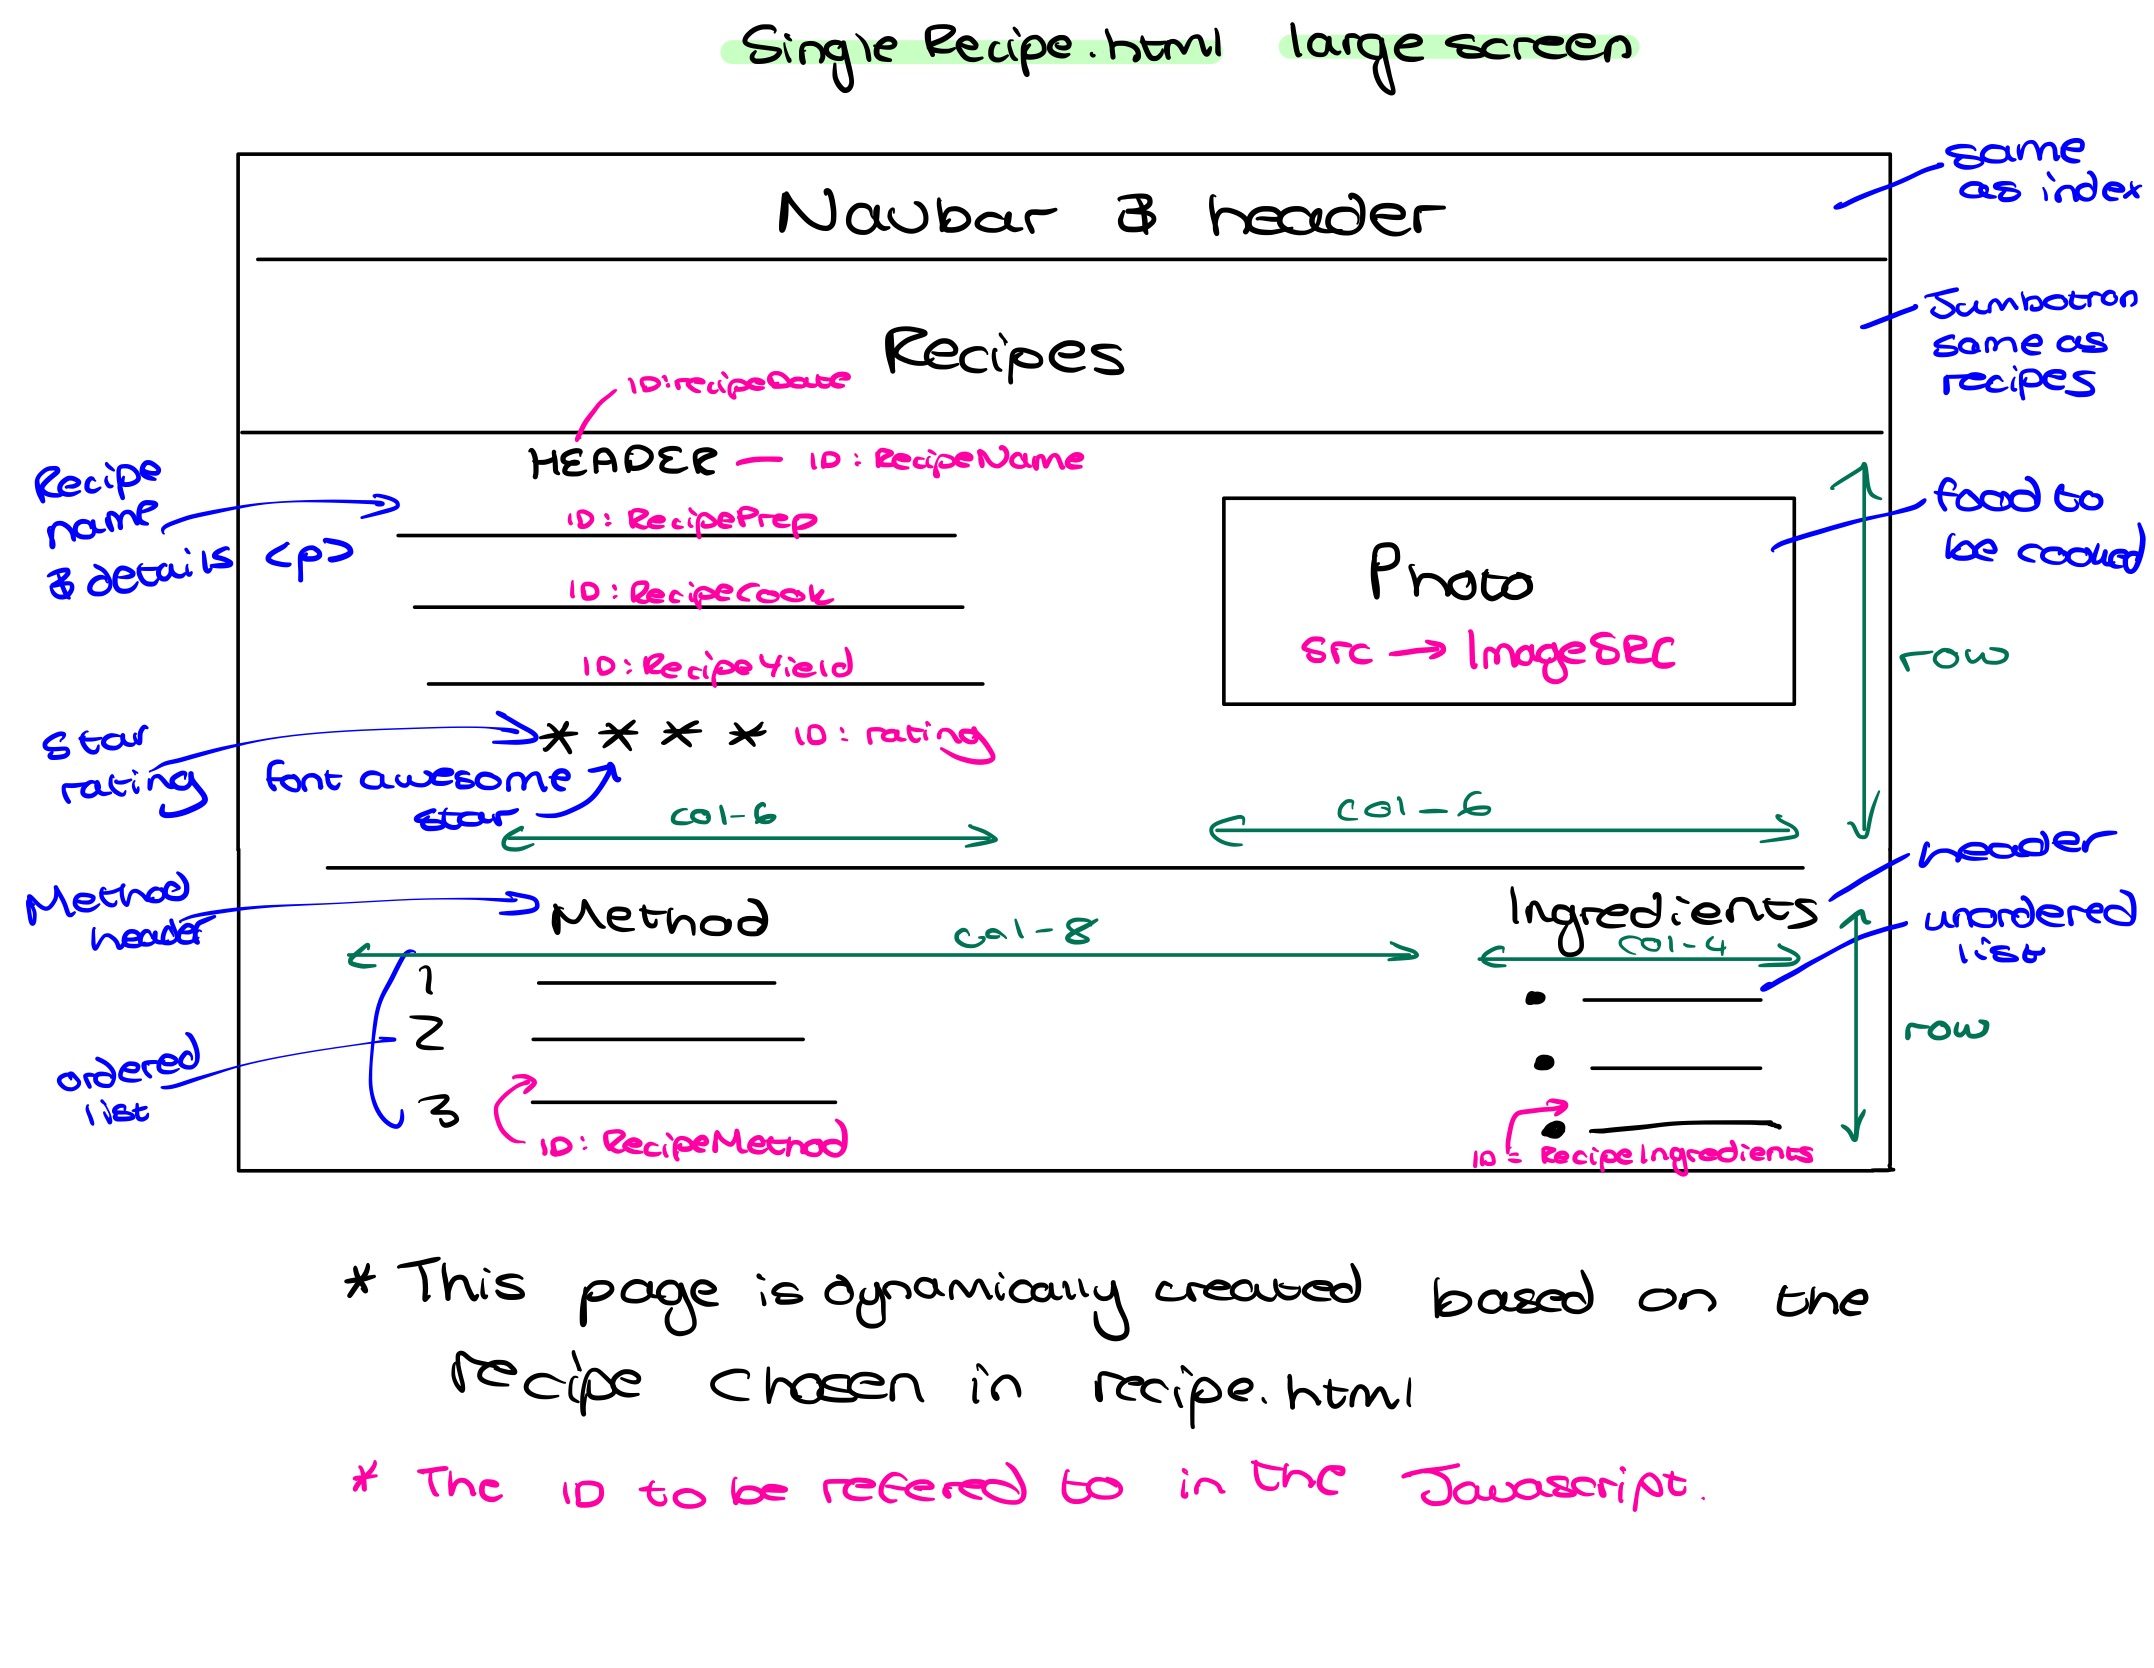 Single Recipe.html large screen
Navbar & header
same
as index
Recipes
Jumbotron
same as
recipes
ID:recipeDate
HEADER — ID: RecipeName
Recipe
name
& details <p>
ID: RecipePrep
ID: RecipeCook
ID: RecipeYield
Photo
src → ImageSRC
food to
be cooked
row
star
rating
* * * * ID: rating
font awesome
star
col-6
col-6
Method
header
Method
col-8
Ingredients
col-4
header
unordered
list
1
2
3
ordered
list
ID: RecipeMethod
row
ID = RecipeIngredients
* This page is dynamically created based on the
recipe chosen in recipe.html
* The ID to be refered to in the Javascript.